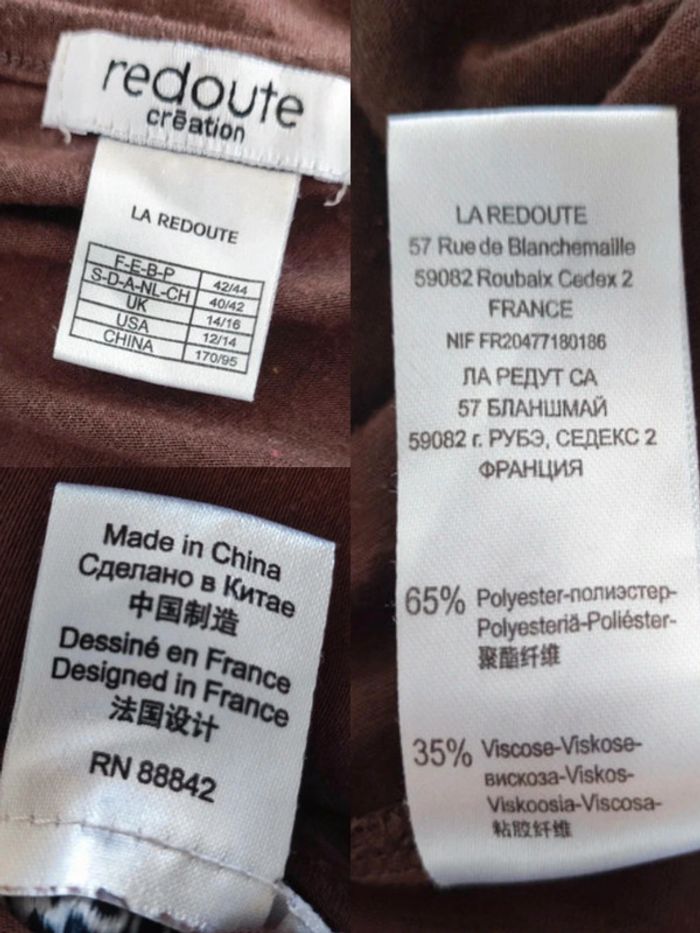 redoute
crēation
LA REDOUTE
F-E-B-P 42/44
S-D-A-NL-CH 40/42
UK 14/16
USA 12/14
CHINA 170/95
LA REDOUTE
57 Rue de Blanchemaille
59082 Roubaix Cedex 2
FRANCE
NIF FR20477180186
ЛА РЕДУТ СА
57 БЛАНШМАЙ
59082 г. РУБЭ, СЕДЕКС 2
ФРАНЦИЯ
65% Polyester-полиэстер-
Polyesteriä-Poliéster-
聚酯纤维
35% Viscose-Viskose-
вискоза-Viskos-
Viskoosia-Viscosa-
粘胶纤维
Made in China
Сделано в Китае
中国制造
Dessiné en France
Designed in France
法国设计
RN 88842